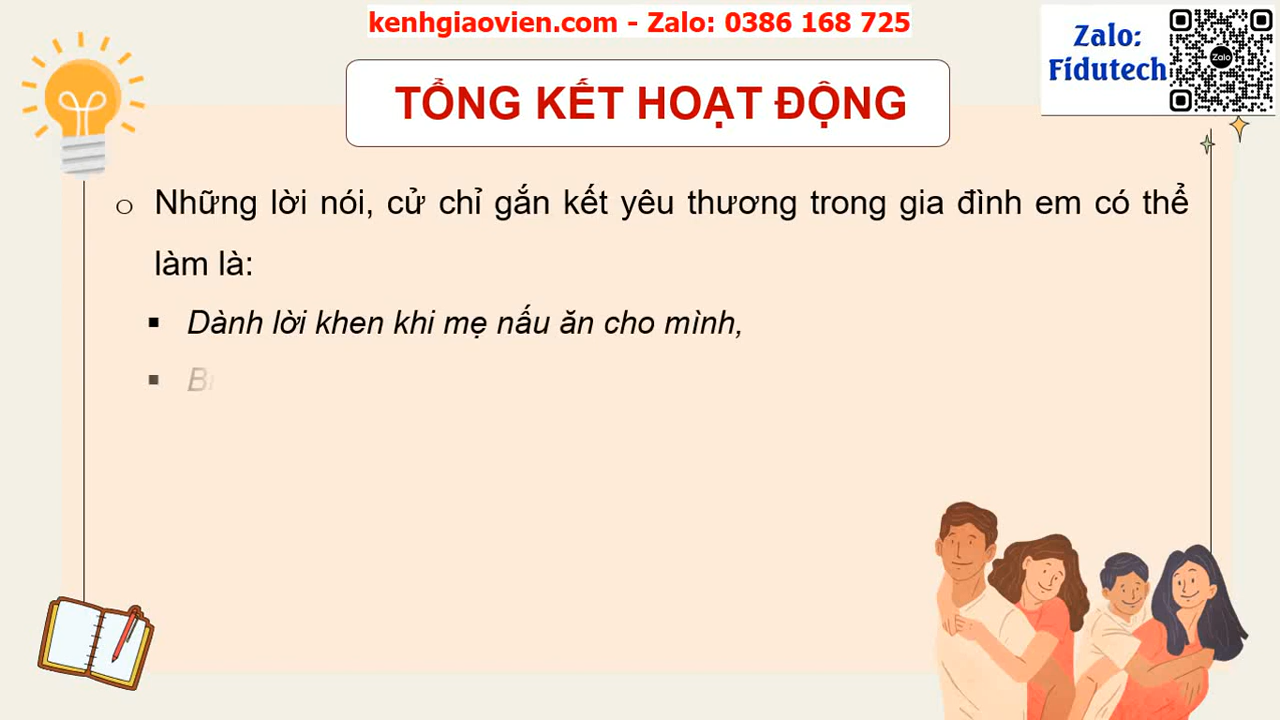 kenhgiaovien.com - Zalo: 0386 168 725
Zalo:
Fidutech
Zalo
TỔNG KẾT HOẠT ĐỘNG
Những lời nói, cử chỉ gắn kết yêu thương trong gia đình em có thể
làm là:
Dành lời khen khi mẹ nấu ăn cho mình,